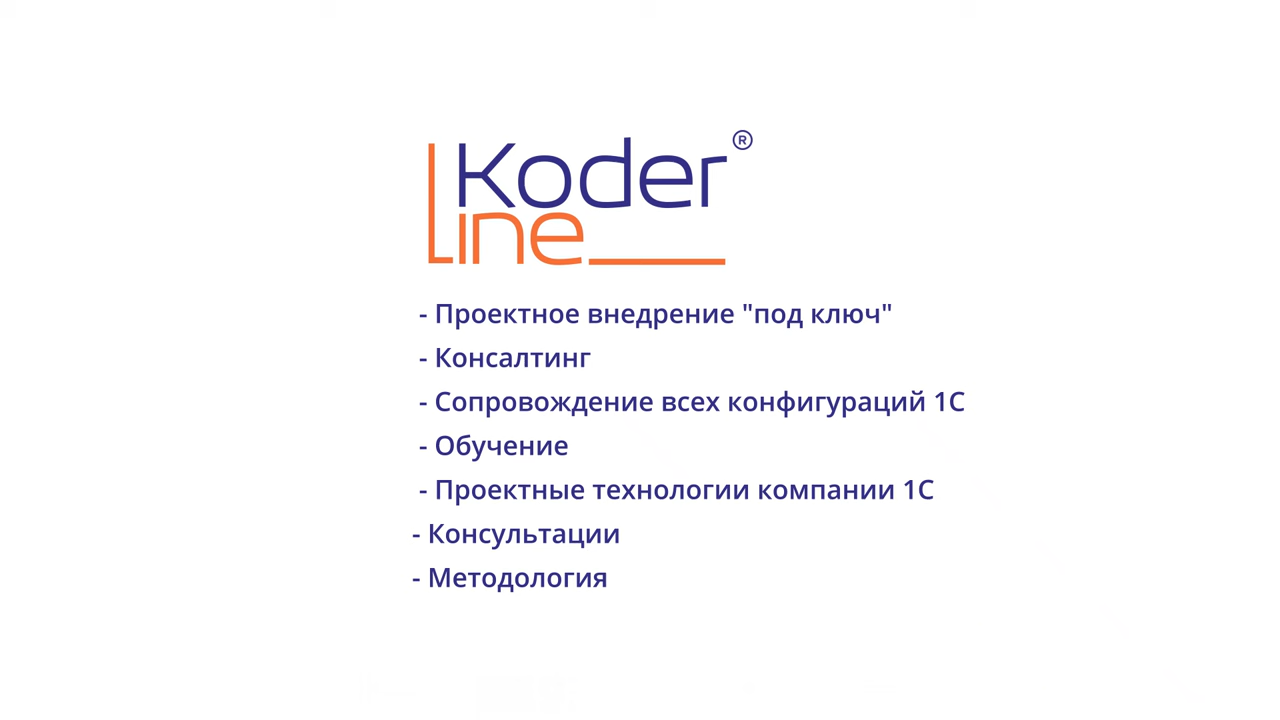 Koder®
Line
- Проектное внедрение "под ключ"
- Консалтинг
- Сопровождение всех конфигураций 1С
- Обучение
- Проектные технологии компании 1С
- Консультации
- Методология